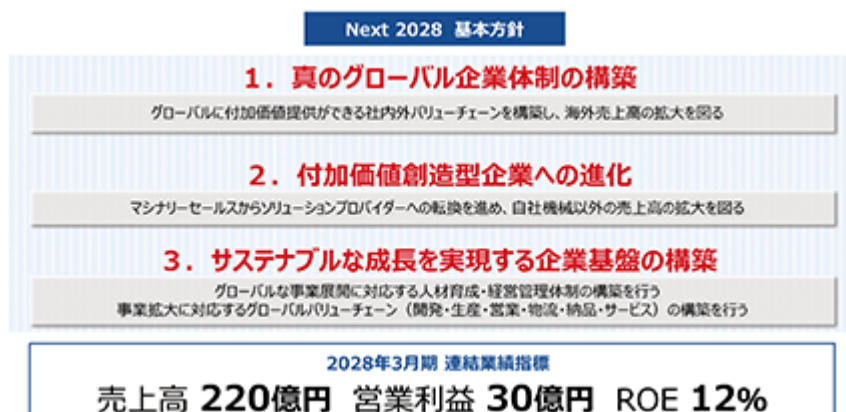 Next 2028 基本方針
1．真のグローバル企業体制の構築
グローバルに付加価値提供ができる社内外バリューチェーンを構築し、海外売上高の拡大を図る
2．付加価値創造型企業への進化
マシナリーセールスからソリューションプロバイダーへの転換を進め、自社機械以外の売上高の拡大を図る
3．サステナブルな成長を実現する企業基盤の構築
グローバルな事業展開に対応する人材育成・経営管理体制の構築を行う
事業拡大に対応するグローバルバリューチェーン（開発・生産・営業・物流・納品・サービス）の構築を行う
2028年3月期 連結業績指標
売上高 220億円 営業利益 30億円 ROE 12%